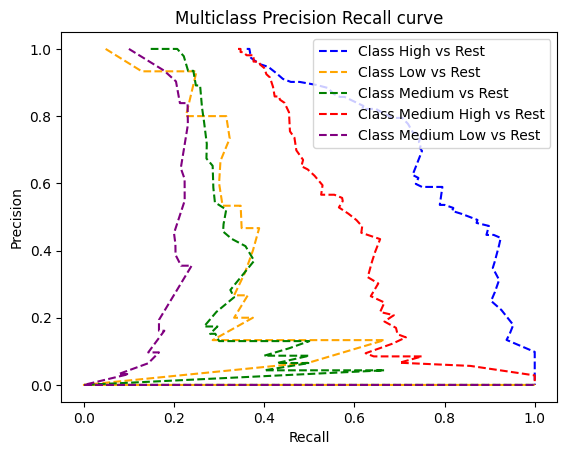 Multiclass Precision Recall curve
Class High vs Rest
Class Low vs Rest
Class Medium vs Rest
Class Medium High vs Rest
Class Medium Low vs Rest
Precision
1.0
0.8
0.6
0.4
0.2
0.0
0.0 0.2 0.4 0.6 0.8 1.0
Recall